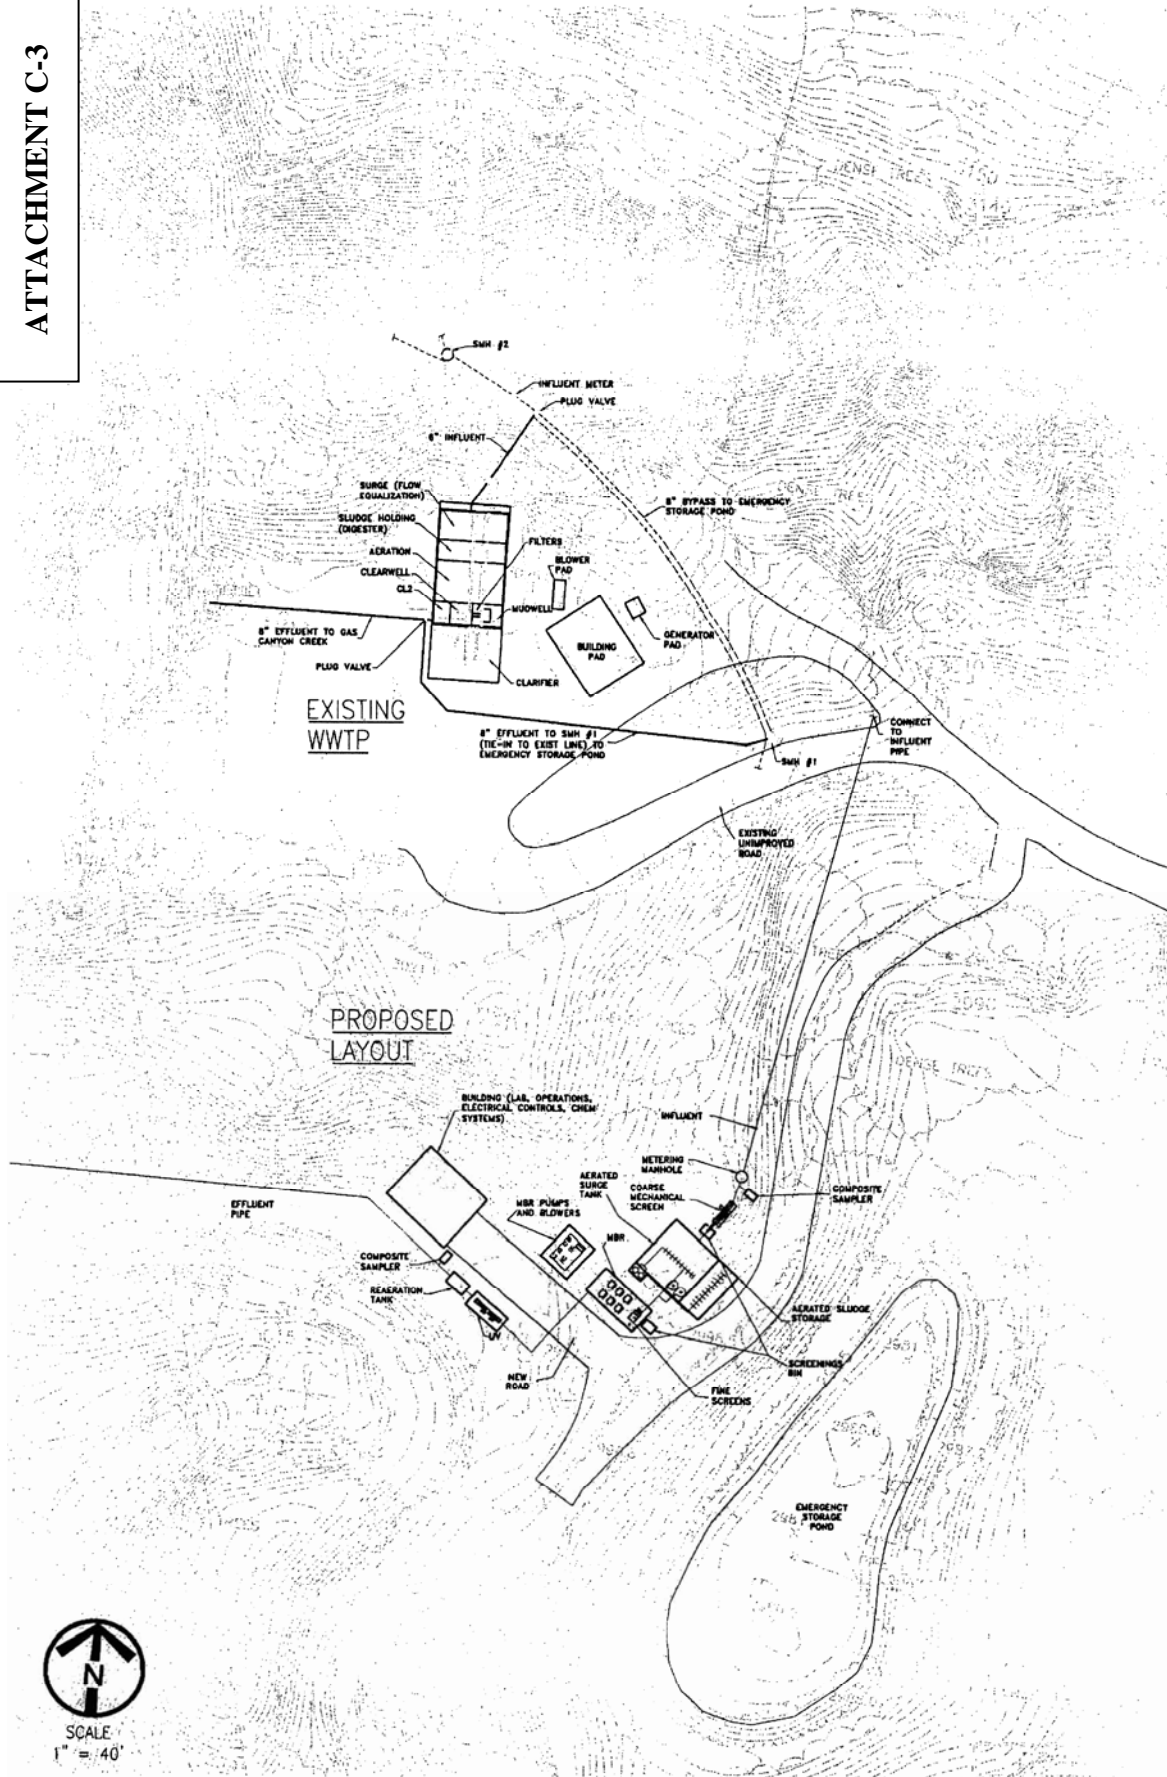 ATTACHMENT C-3
DENSE TREES
SMH #2
INFLUENT METER
PLUG VALVE
6" INFLUENT
SURGE (FLOW
EQUALIZATION)
SLUDGE HOLDING
(DIGESTER)
AERATION
CLEARWELL
CL2
FILTERS
BLOWER
PAD
MUDWELL
8" BYPASS TO EMERGENCY
STORAGE POND
8" EFFLUENT TO GAS
CANYON CREEK
PLUG VALVE
BUILDING
PAD
GENERATOR
PAD
CLARIFIER
EXISTING
WWTP
8" EFFLUENT TO SMH #1
(TIE-IN TO EXIST LINE) TO
EMERGENCY STORAGE POND
SMH #1
CONNECT
TO
INFLUENT
PIPE
EXISTING
UNIMPROVED
ROAD
PROPOSED
LAYOUT
DENSE TREES
BUILDING (LAB, OPERATIONS,
ELECTRICAL CONTROLS, CHEM
SYSTEMS)
INFLUENT
METERING
MANHOLE
AERATED
SURGE
TANK
COARSE
MECHANICAL
SCREEN
COMPOSITE
SAMPLER
EFFLUENT
PIPE
MBR PUMPS
AND BLOWERS
MBR
COMPOSITE
SAMPLER
REAERATION
TANK
UV
AERATED SLUDGE
STORAGE
SCREENINGS
BIN
NEW
ROAD
FINE
SCREENS
EMERGENCY
STORAGE
POND
N
SCALE
1" = 40'